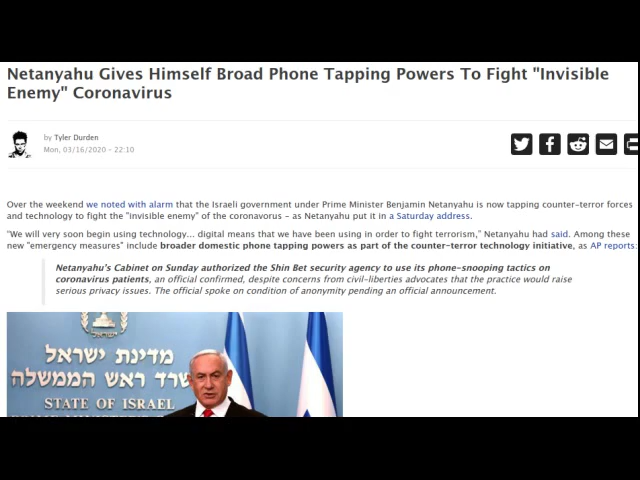 Netanyahu Gives Himself Broad Phone Tapping Powers To Fight "Invisible
Enemy" Coronavirus
by Tyler Durden
Mon, 03/16/2020 - 22:10
Over the weekend we noted with alarm that the Israeli government under Prime Minister Benjamin Netanyahu is now tapping counter-terror forces
and technology to fight the "invisible enemy" of the coronavorus - as Netanyahu put it in a Saturday address.
"We will very soon begin using technology... digital means that we have been using in order to fight terrorism," Netanyahu had said. Among these
new "emergency measures" include broader domestic phone tapping powers as part of the counter-terror technology initiative, as AP reports:
Netanyahu's Cabinet on Sunday authorized the Shin Bet security agency to use its phone-snooping tactics on
coronavirus patients, an official confirmed, despite concerns from civil-liberties advocates that the practice would raise
serious privacy issues. The official spoke on condition of anonymity pending an official announcement.
מדינת ישראל
משרד ראש הממשלה
STATE OF ISRAEL